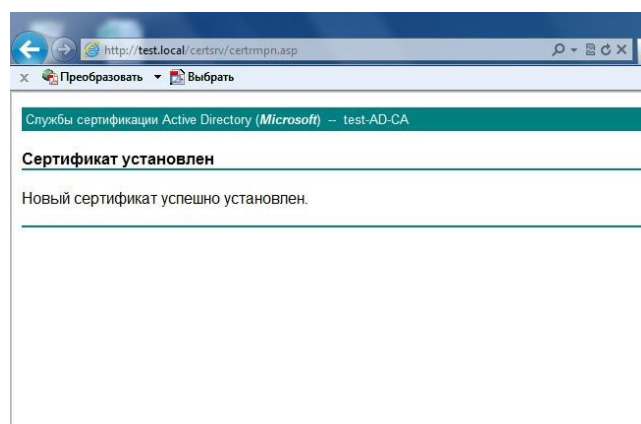 http://test.local/certsrv/certrmpn.asp
x Преобразовать Выбрать
Службы сертификации Active Directory (Microsoft) -- test-AD-CA
Сертификат установлен
Новый сертификат успешно установлен.